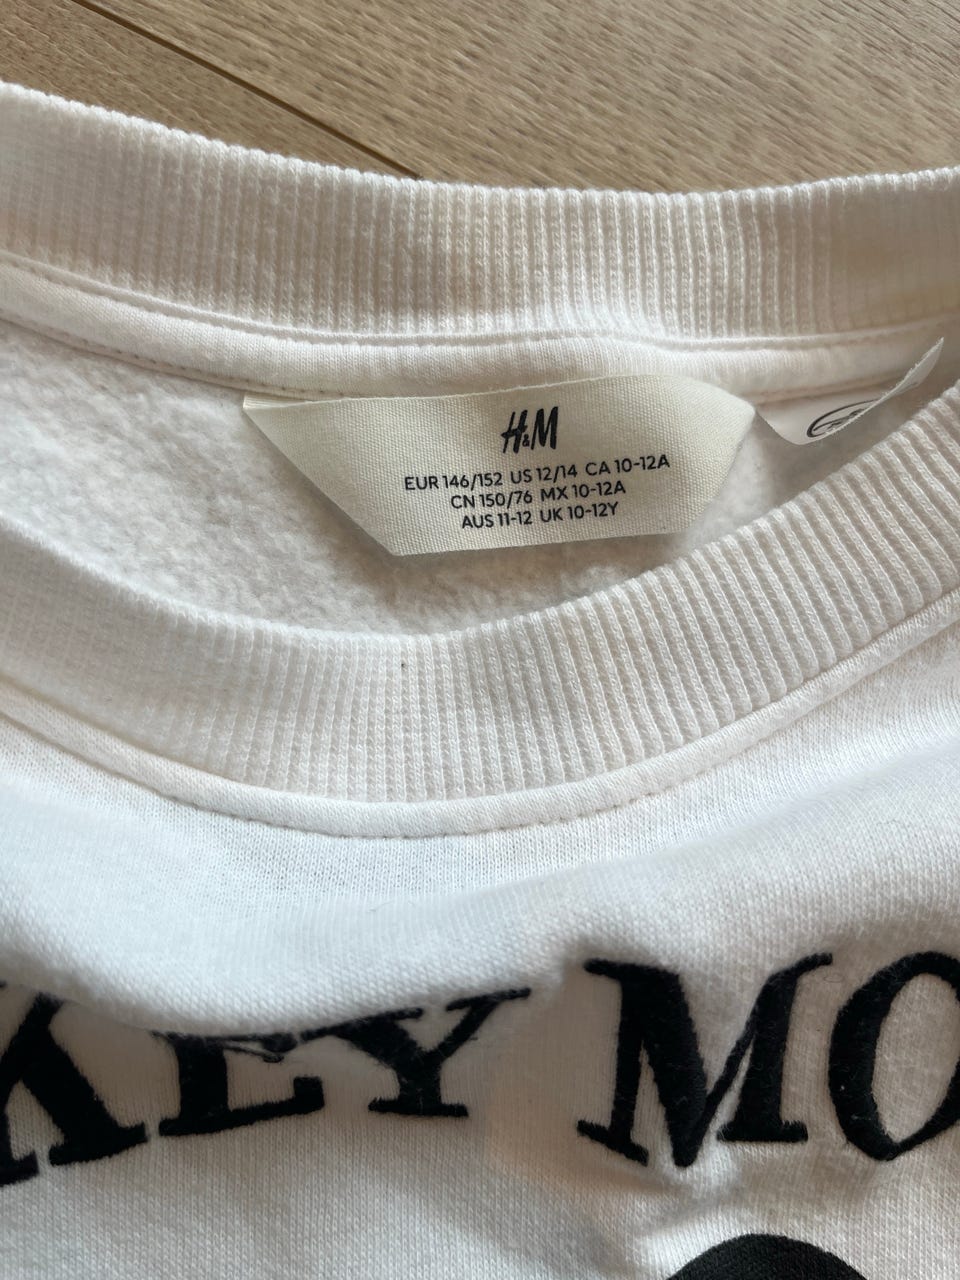 H&M
EUR 146/152 US 12/14 CA 10-12A
CN 150/76 MX 10-12A
AUS 11-12 UK 10-12Y
KEY MO